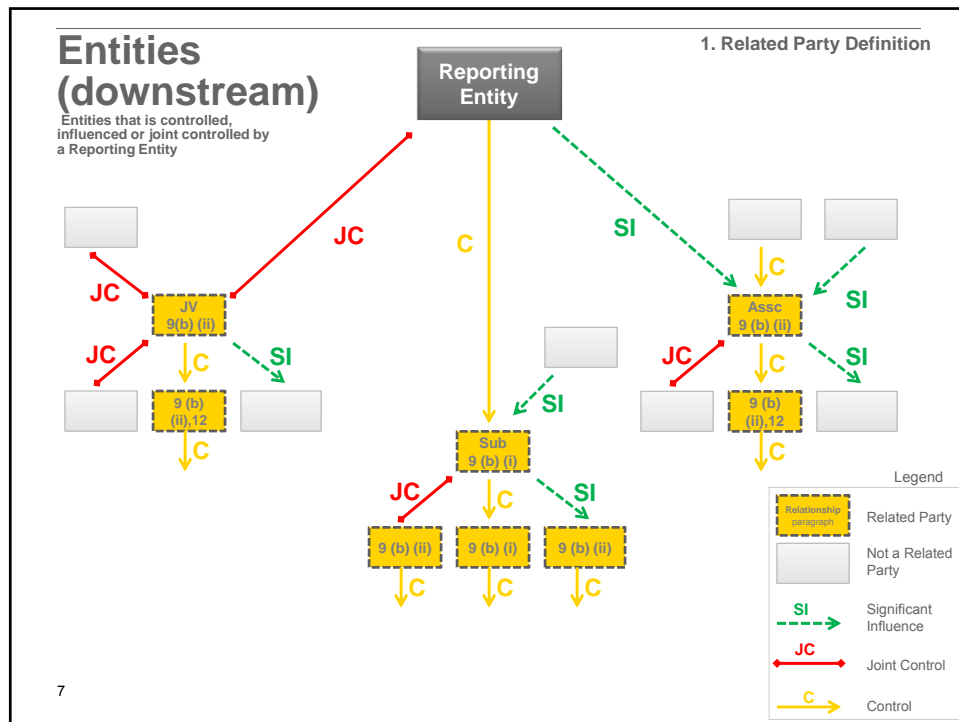 Entities
(downstream)
Entities that is controlled,
influenced or joint controlled by
a Reporting Entity
1. Related Party Definition
Reporting
Entity
JC
C
SI
JC
JV
9(b) (ii)
JC
C
SI
9 (b)
(ii),12
C
C
SI
Assc
9 (b) (ii)
JC
C
SI
9 (b)
(ii),12
C
SI
Sub
9 (b) (i)
JC
C
SI
9 (b) (ii)
9 (b) (i)
9 (b) (ii)
C
C
C
Legend
Relationship
paragraph
Related Party
Not a Related
Party
SI
Significant
Influence
JC
Joint Control
C
Control
7